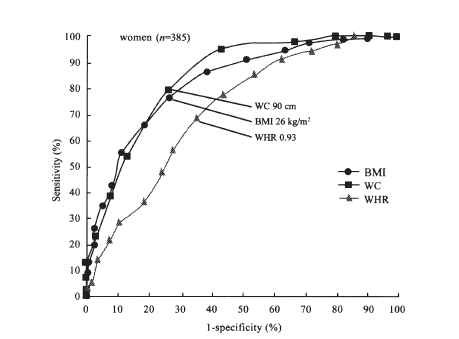 women (n=385)
100
90
80
70
60
50
40
30
20
10
0
Sensitivity (%)
WC 90 cm
BMI 26 kg/m²
WHR 0.93
BMI
WC
WHR
0 10 20 30 40 50 60 70 80 90 100
1-specificity (%)